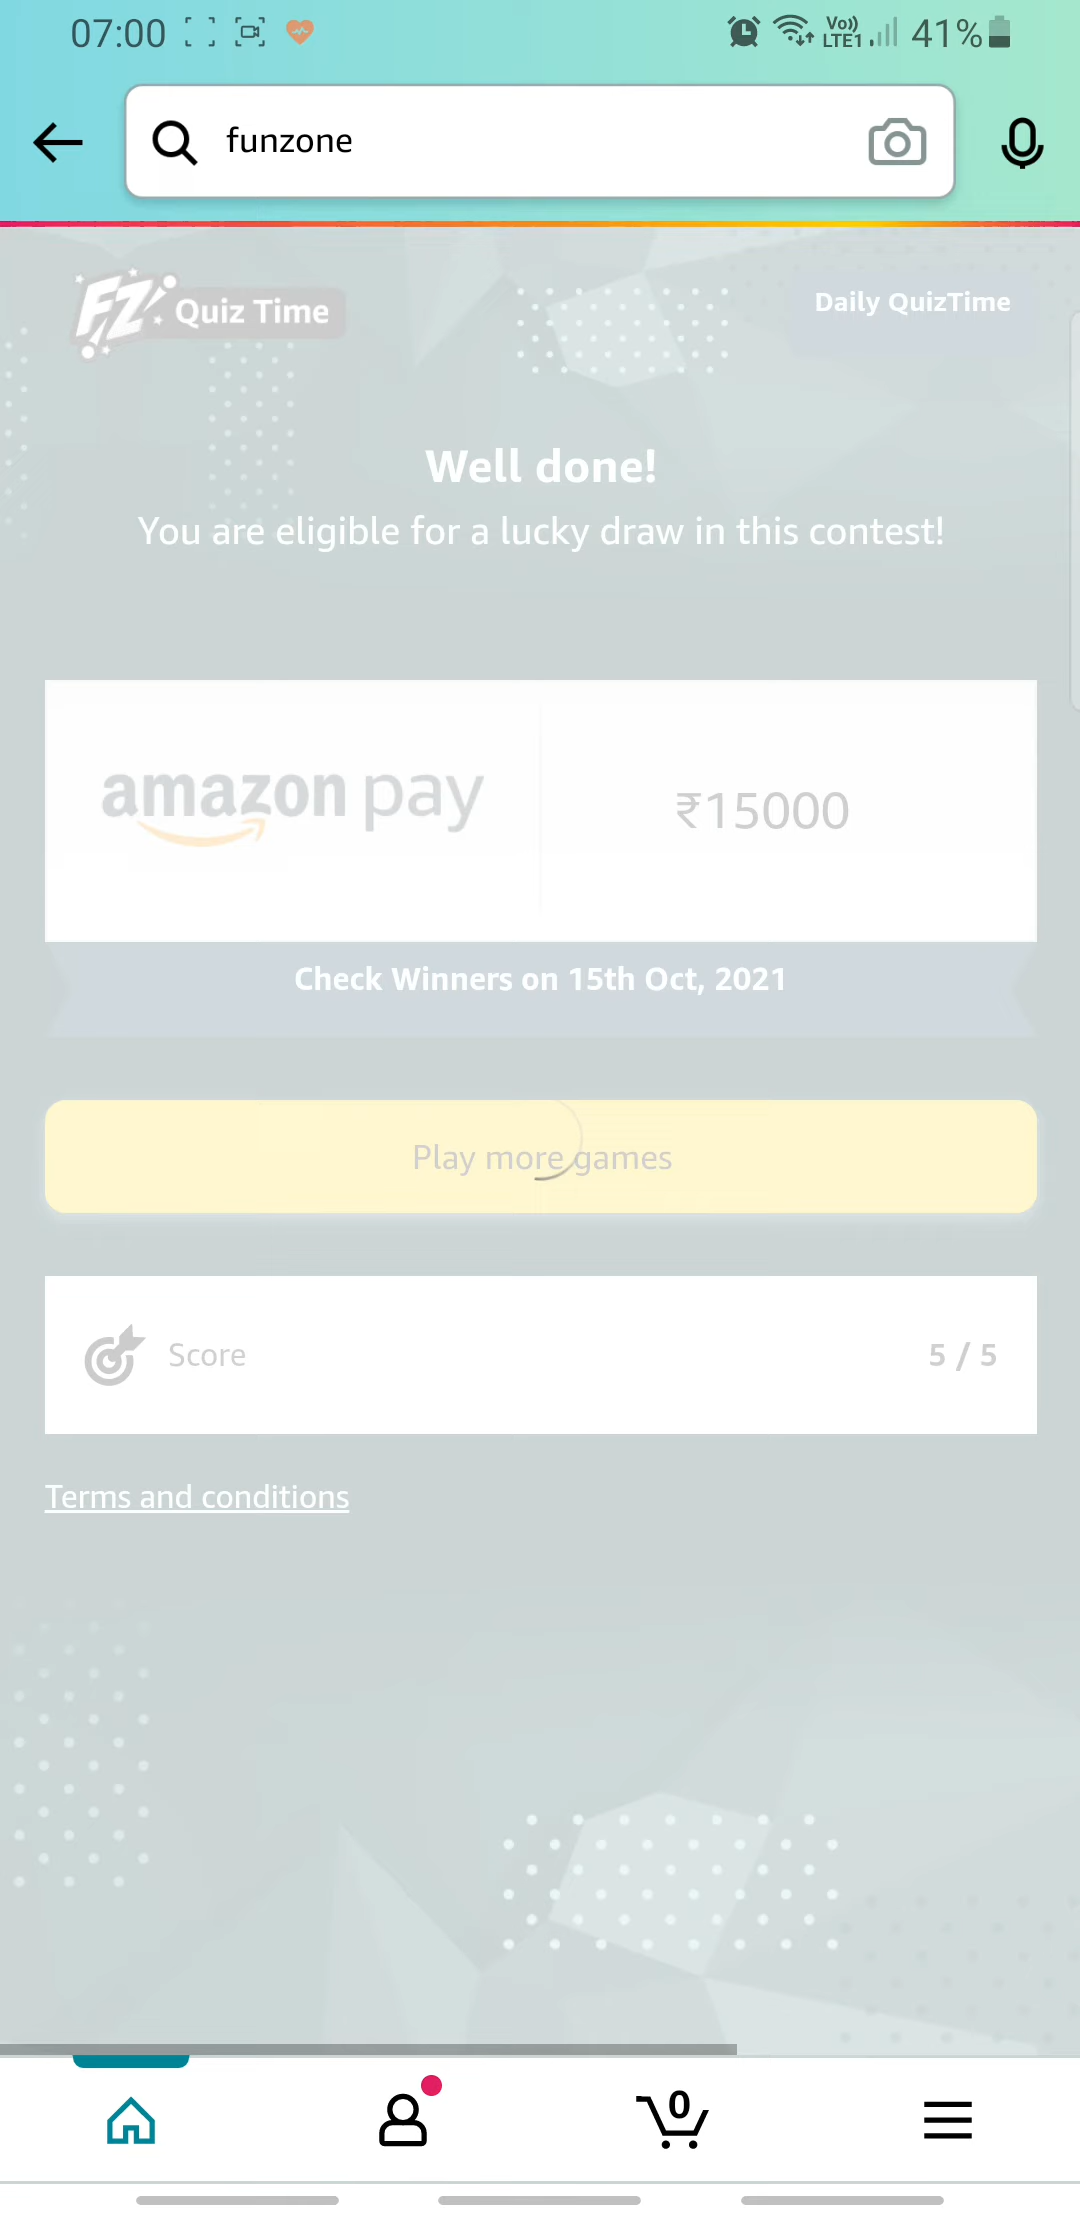 07:00
Vo)) LTE1 41%
funzone
FZ Quiz Time
Daily QuizTime
Well done!
You are eligible for a lucky draw in this contest!
amazon pay
₹15000
Check Winners on 15th Oct, 2021
Play more games
Score 5 / 5
Terms and conditions
0